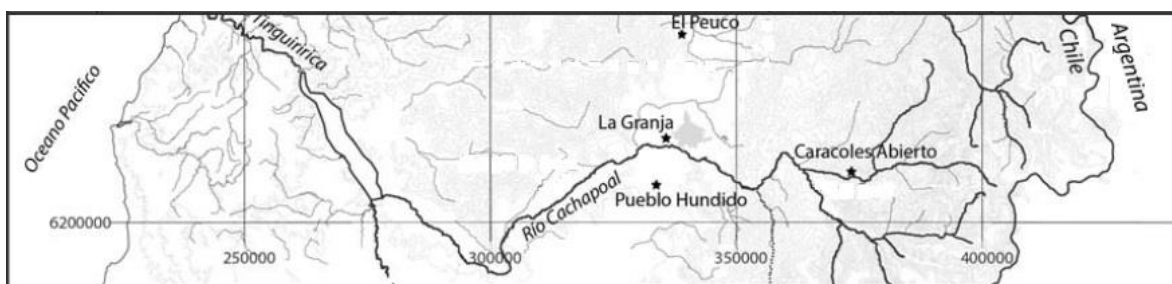 Tinguiririca
El Peuco
Chile
Argentina
Oceano Pacifico
La Granja
Caracoles Abierto
Río Cachapoal
Pueblo Hundido
6200000
250000
300000
350000
400000